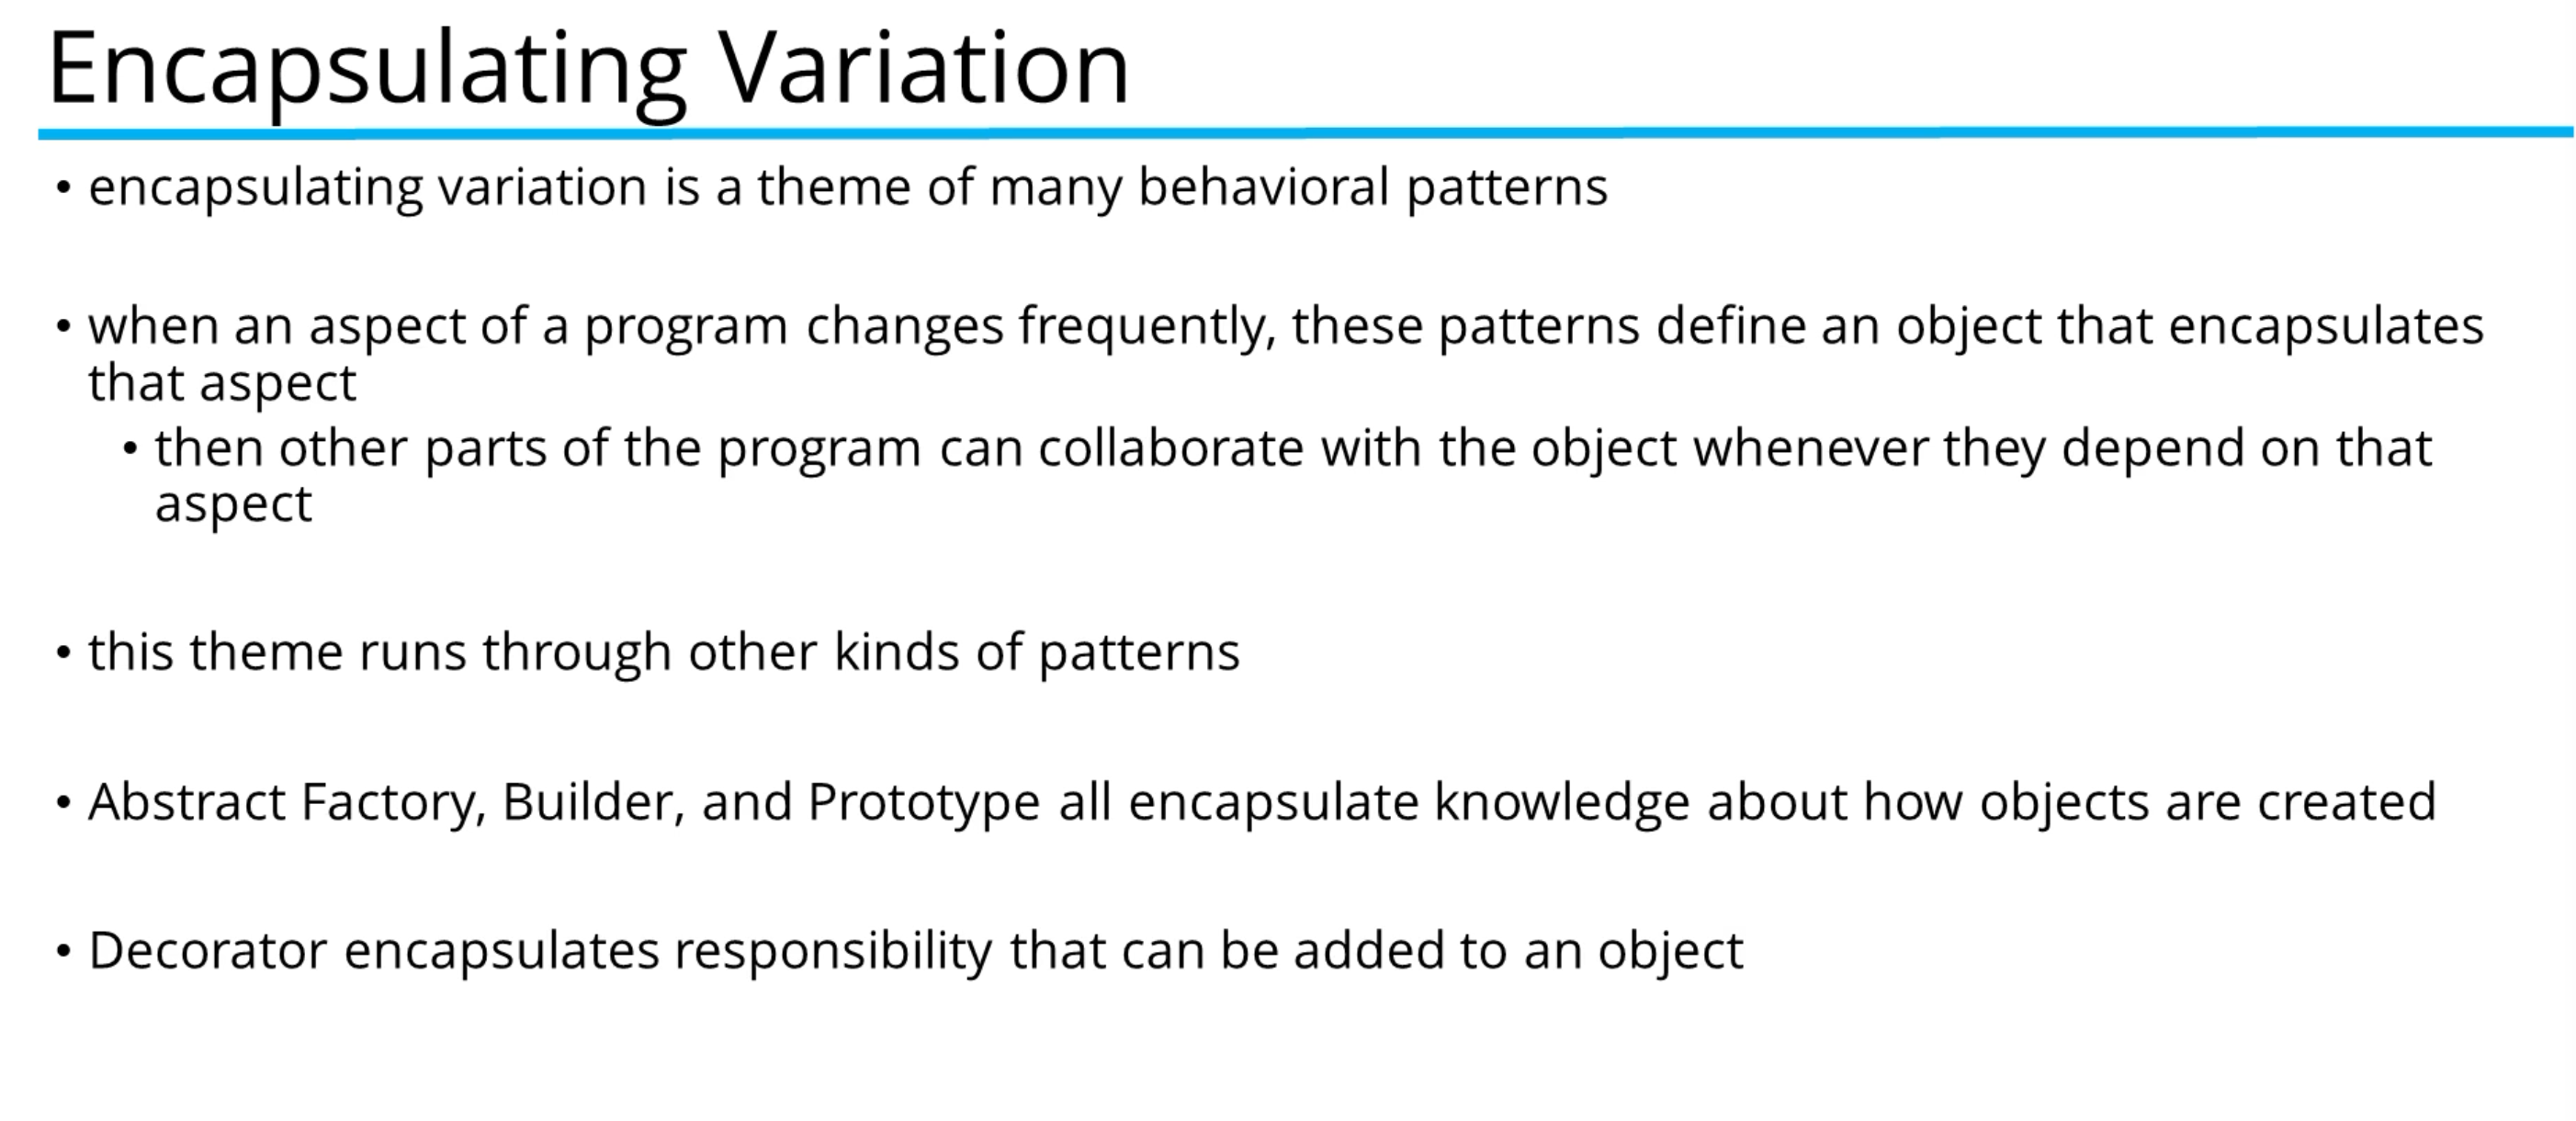 Encapsulating Variation
• encapsulating variation is a theme of many behavioral patterns
• when an aspect of a program changes frequently, these patterns define an object that encapsulates
that aspect
• then other parts of the program can collaborate with the object whenever they depend on that
aspect
• this theme runs through other kinds of patterns
• Abstract Factory, Builder, and Prototype all encapsulate knowledge about how objects are created
• Decorator encapsulates responsibility that can be added to an object